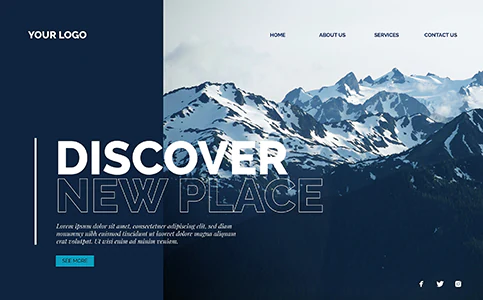 YOUR LOGO
HOME ABOUT US SERVICES CONTACT US
DISCOVER
NEW PLACE
Lorem ipsum dolor sit amet, consectetuer adipiscing elit, sed diam
nonummy nibh euismod tincidunt ut laoreet dolore magna aliquam
erat volutpat. Ut wisi enim ad minim veniam.
SEE MORE